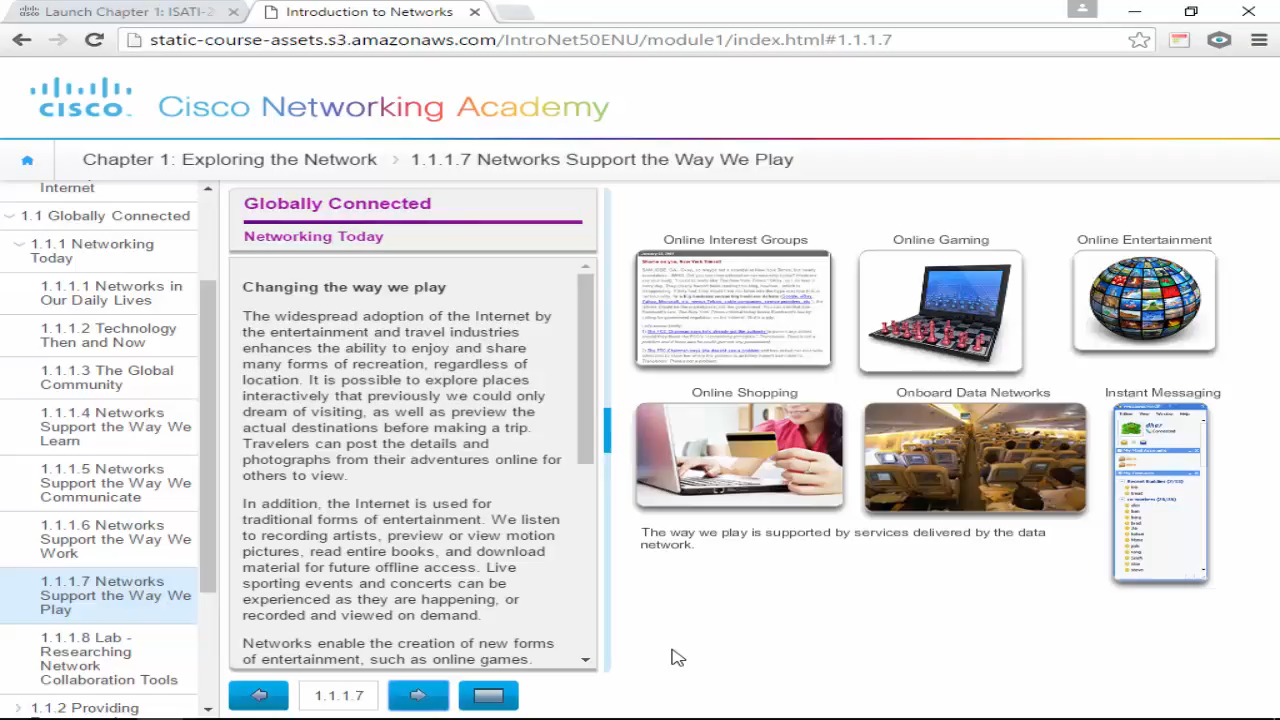 Launch Chapter 1: ISATI-2
Introduction to Networks
static-course-assets.s3.amazonaws.com/IntroNet50ENU/module1/index.html#1.1.1.7
CISCO Cisco Networking Academy
Chapter 1: Exploring the Network > 1.1.1.7 Networks Support the Way We Play
Internet
1.1 Globally Connected
1.1.1 Networking
Today
1.1.1.1 Networks in
Our Daily Lives
1.1.1.2 Technology
Then and Now
1.1.1.3 The Global
Community
1.1.1.4 Networks
Support the Way We
Learn
1.1.1.5 Networks
Support the Way We
Communicate
1.1.1.6 Networks
Support the Way We
Work
1.1.1.7 Networks
Support the Way We
Play
1.1.1.8 Lab -
Researching
Network
Collaboration Tools
1.1.2 Providing
Globally Connected
Networking Today
Changing the way we play
The widespread adoption of the Internet by
the entertainment and travel industries
enhances the ability to enjoy and share
many forms of recreation, regardless of
location. It is possible to explore places
interactively that previously we could only
dream of visiting, as well as preview the
actual destinations before making a trip.
Travelers can post the details and
photographs from their adventures online for
others to view.
In addition, the Internet is used for
traditional forms of entertainment. We listen
to recording artists, preview or view motion
pictures, read entire books, and download
material for future offline access. Live
sporting events and concerts can be
experienced as they are happening, or
recorded and viewed on demand.
Networks enable the creation of new forms
of entertainment, such as online games.
1.1.1.7
Online Interest Groups
Online Gaming
Online Entertainment
Online Shopping
Onboard Data Networks
Instant Messaging
The way we play is supported by services delivered by the data
network.